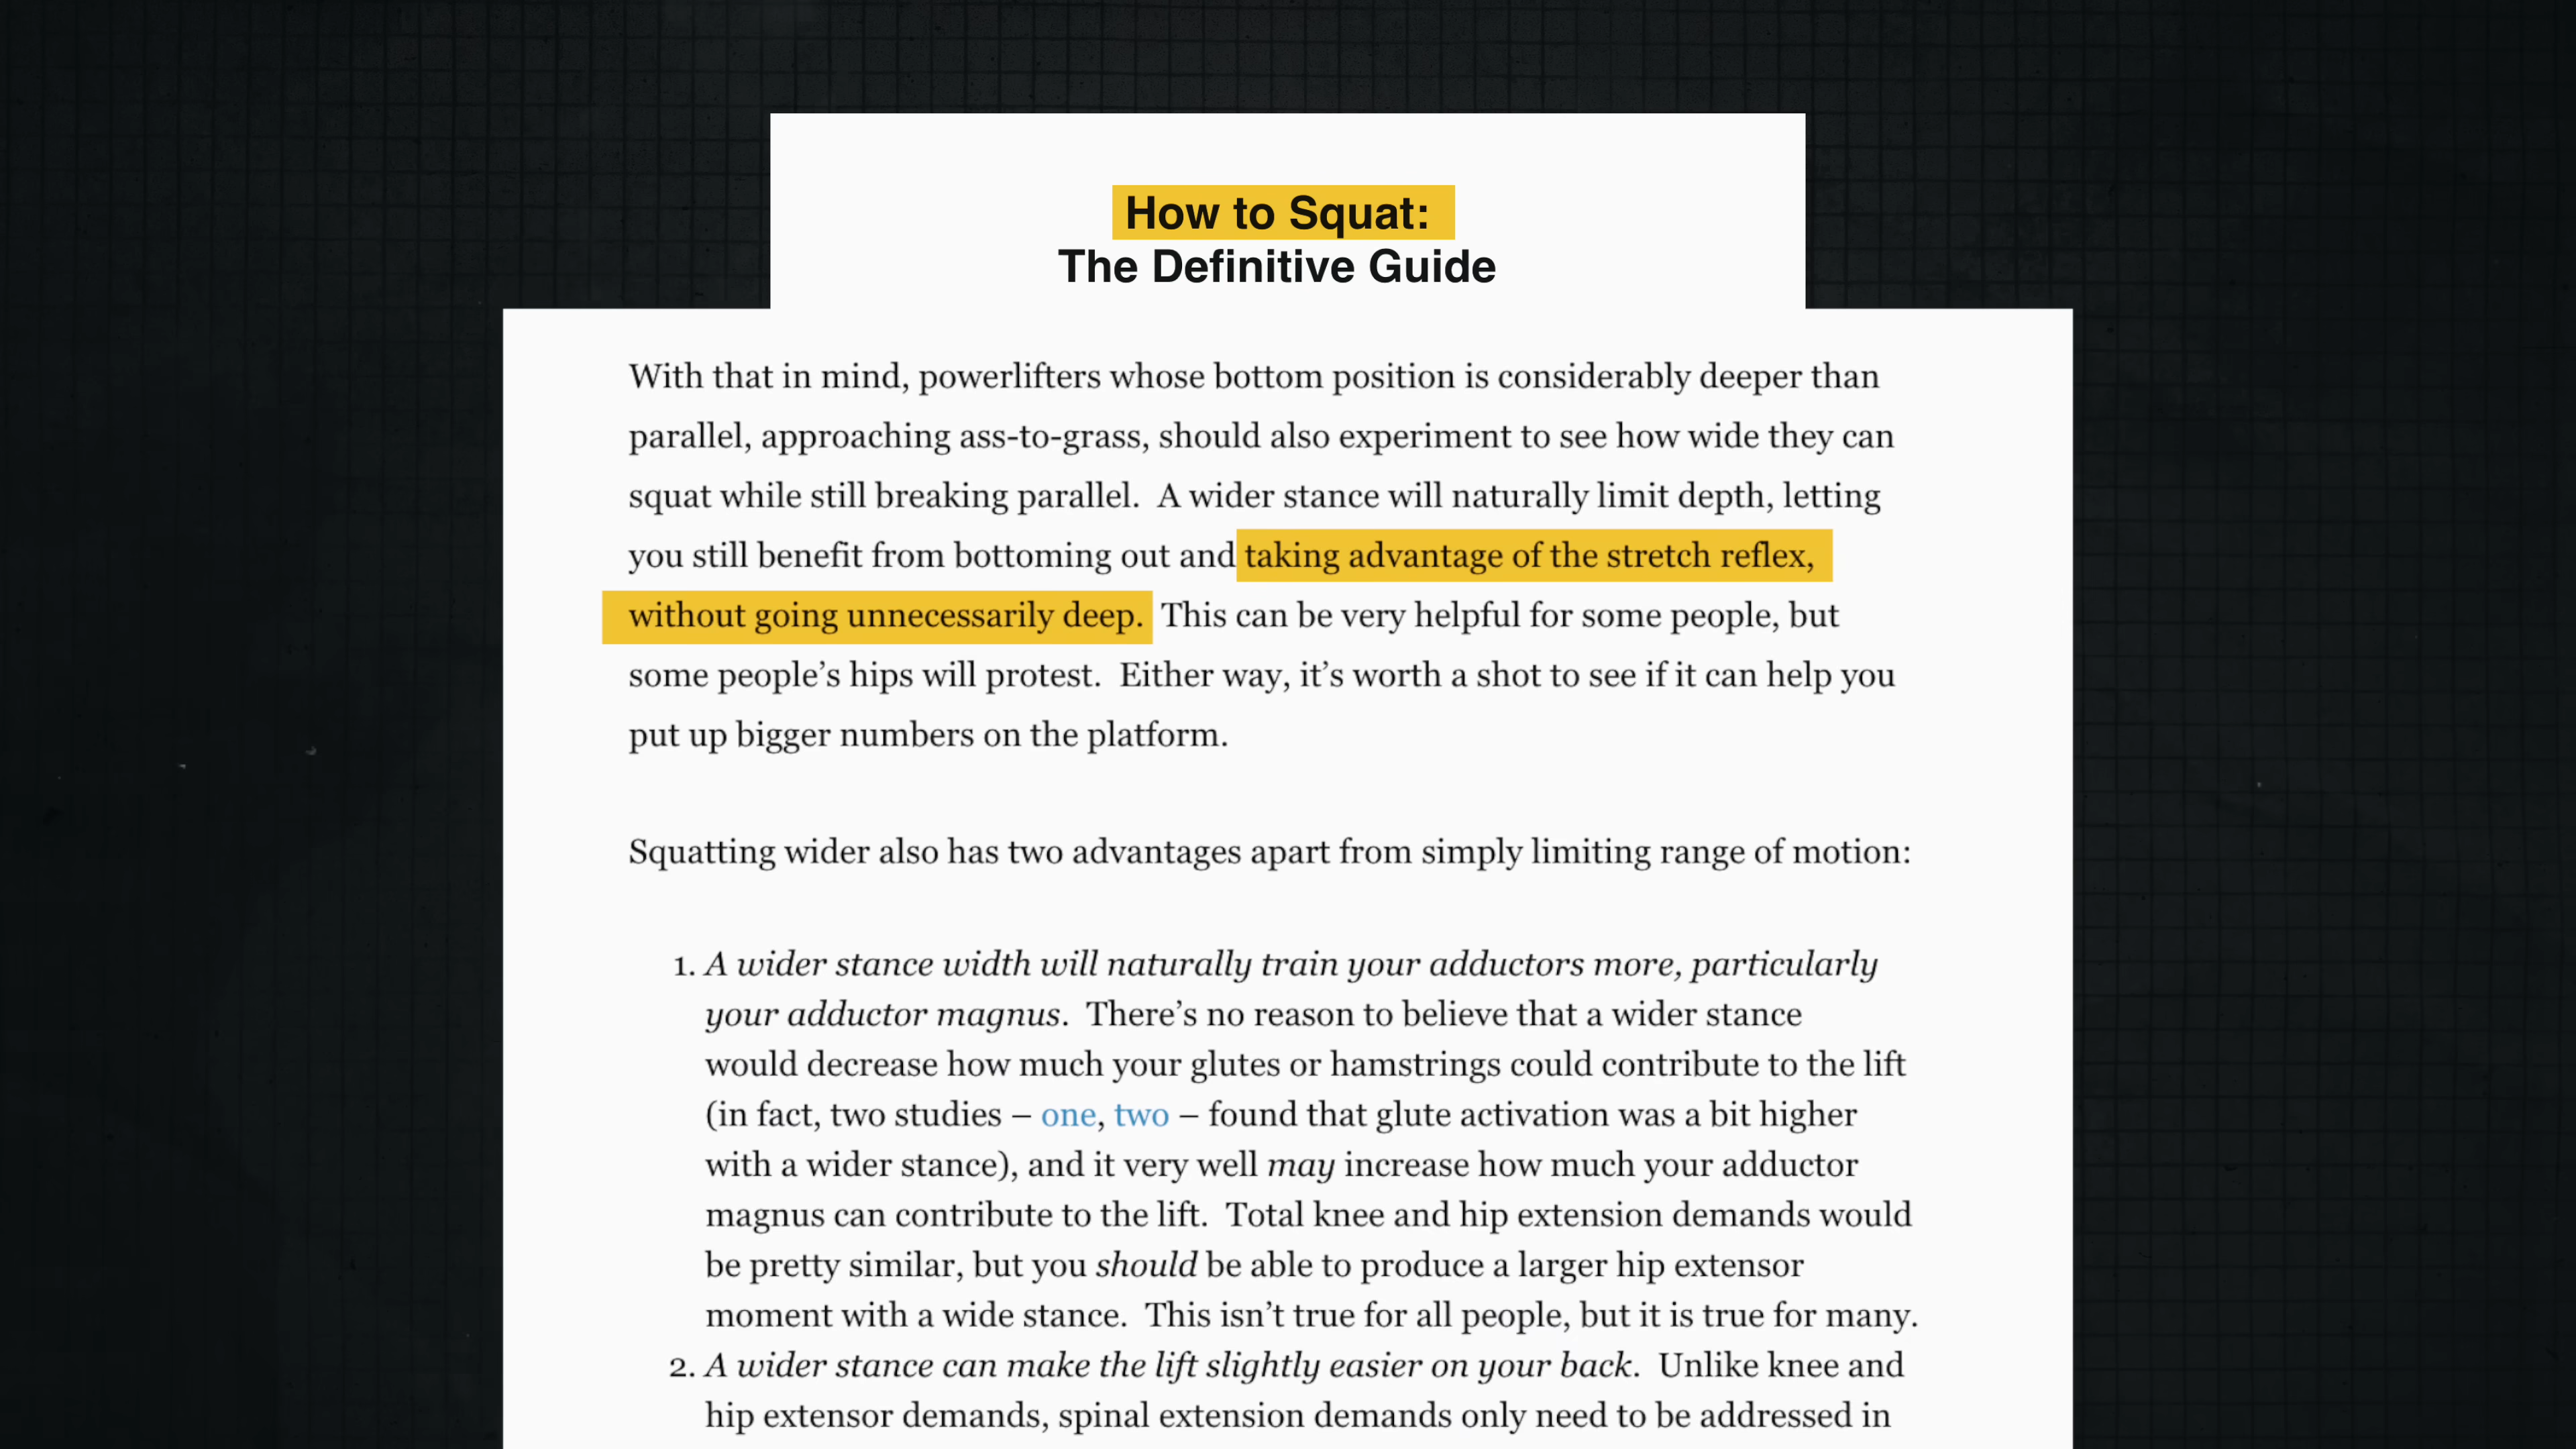 How to Squat:
The Definitive Guide
With that in mind, powerlifters whose bottom position is considerably deeper than
parallel, approaching ass-to-grass, should also experiment to see how wide they can
squat while still breaking parallel.  A wider stance will naturally limit depth, letting
you still benefit from bottoming out and taking advantage of the stretch reflex,
without going unnecessarily deep.  This can be very helpful for some people, but
some people’s hips will protest.  Either way, it’s worth a shot to see if it can help you
put up bigger numbers on the platform.
Squatting wider also has two advantages apart from simply limiting range of motion:
1. A wider stance width will naturally train your adductors more, particularly
your adductor magnus.  There’s no reason to believe that a wider stance
would decrease how much your glutes or hamstrings could contribute to the lift
(in fact, two studies – one, two – found that glute activation was a bit higher
with a wider stance), and it very well may increase how much your adductor
magnus can contribute to the lift.  Total knee and hip extension demands would
be pretty similar, but you should be able to produce a larger hip extensor
moment with a wide stance.  This isn’t true for all people, but it is true for many.
2. A wider stance can make the lift slightly easier on your back.  Unlike knee and
hip extensor demands, spinal extension demands only need to be addressed in